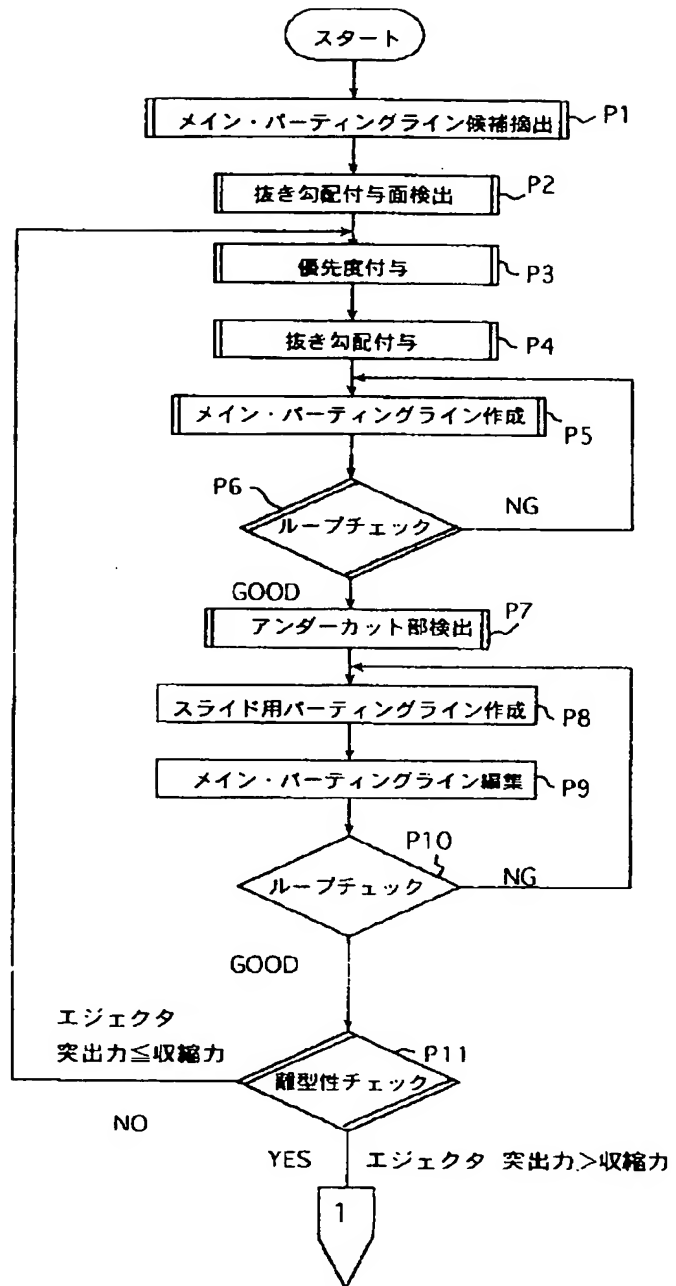 スタート
メイン・パーティングライン候補摘出
P1
抜き勾配付与面検出
P2
優先度付与
P3
抜き勾配付与
P4
メイン・パーティングライン作成
P5
P6
ループチェック
NG
GOOD
アンダーカット部検出
P7
スライド用パーティングライン作成
P8
メイン・パーティングライン編集
P9
P10
ループチェック
NG
GOOD
エジェクタ
突出力≦収縮力
P11
離型性チェック
NO
YES
エジェクタ 突出力>収縮力
1